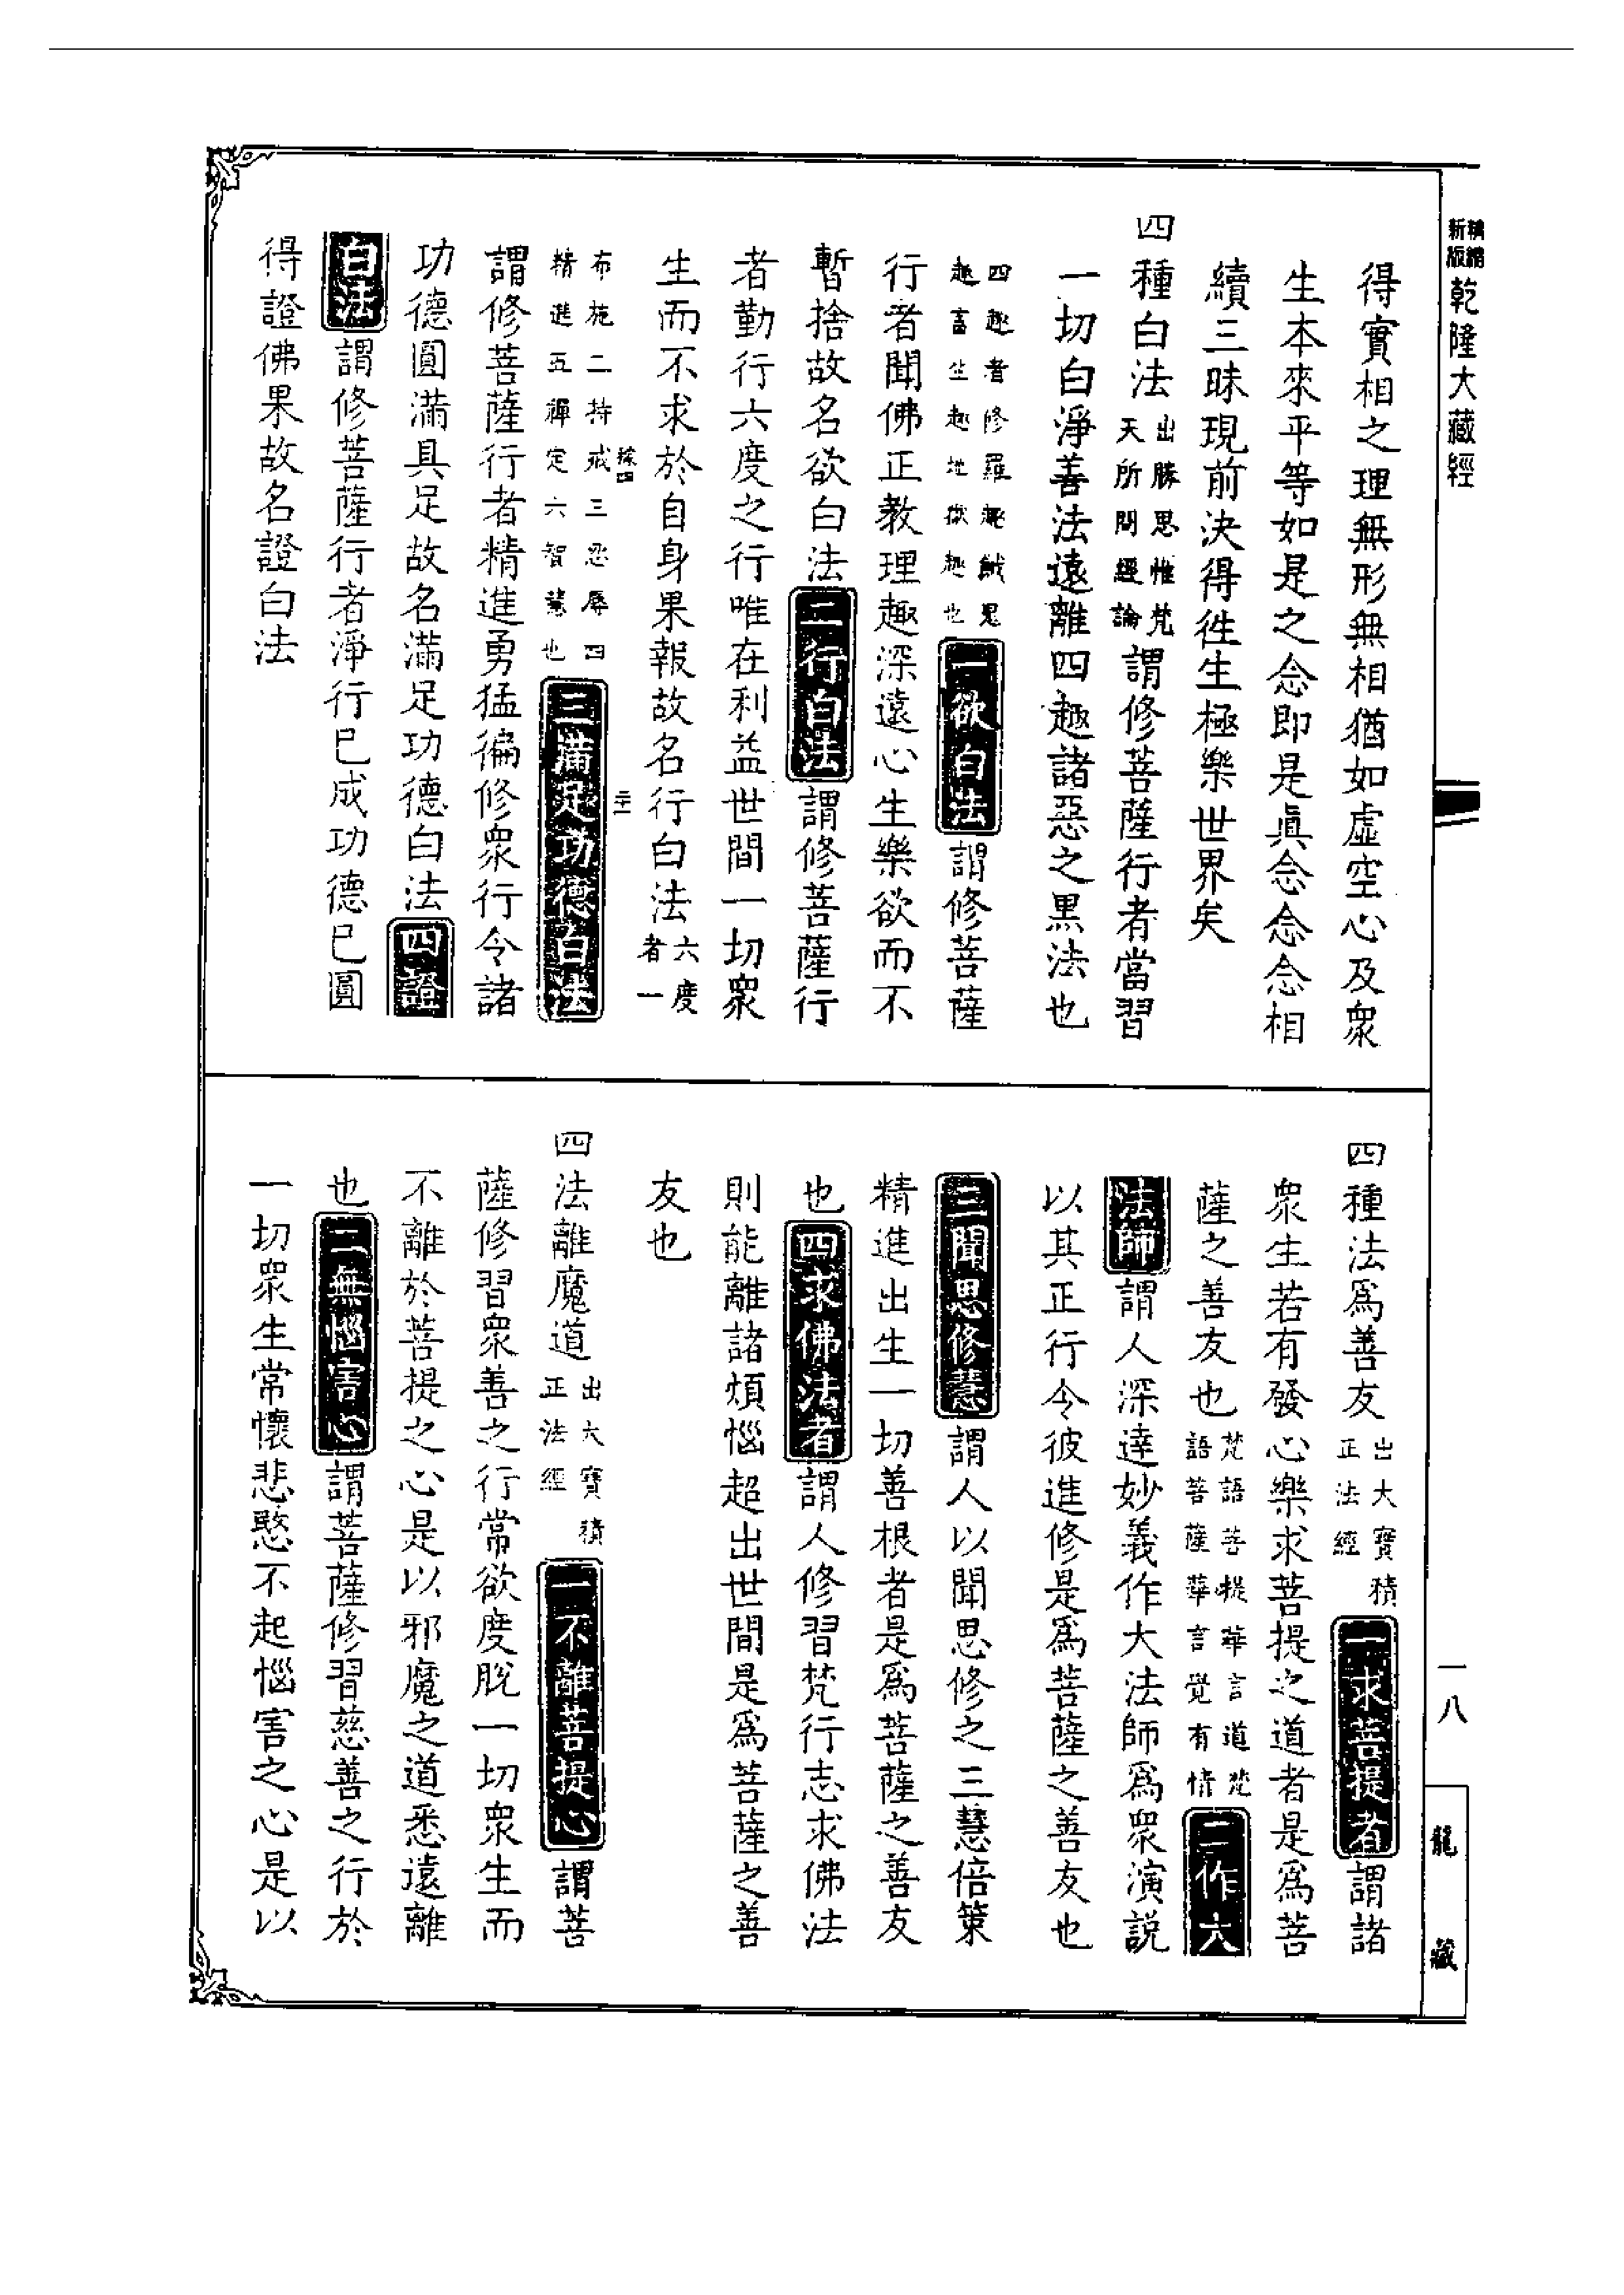 新版精縮乾隆大藏經
得實相之理無形無相猶如虛空心及衆
生本來平等如是之念即是眞念念念相
續三昧現前決得徃生極樂世界矣
四種白法出勝思惟梵天所問經論謂修菩薩行者當習
一切白淨善法遠離四趣諸惡之黑法也
四趣者修羅趣餓鬼趣畜生趣地獄趣也一欲白法謂修菩薩
行者聞佛正教理趣深遠心生樂欲而不
暫捨故名欲白法二行白法謂修菩薩行
者勤行六度之行唯在利益世間一切衆
生而不求於自身果報故名行白法六度者一
布施二持戒三忍辱四精進五禪定六智慧也三滿足功德白法
謂修菩薩行者精進勇猛徧修衆行令諸
功德圓滿具足故名滿足功德白法四證
白法謂修菩薩行者淨行已成功德已圓
得證佛果故名證白法
四種法爲善友出大寶積正法經一求菩提者謂諸
衆生若有發心樂求菩提之道者是爲菩
薩之善友也梵語菩提華言道梵語菩薩華言覺有情二作大
法師謂人深達妙義作大法師爲衆演說
以其正行令彼進修是爲菩薩之善友也
三聞思修慧謂人以聞思修之三慧倍策
精進出生一切善根者是爲菩薩之善友
也四求佛法者謂人修習梵行志求佛法
則能離諸煩惱超出世間是爲菩薩之善
友也
四法離魔道出大寶積正法經一不離菩提心謂菩
薩修習衆善之行常欲度脫一切衆生而
不離於菩提之心是以邪魔之道悉遠離
也二無惱害心謂菩薩修習慈善之行於
一切衆生常懷悲愍不起惱害之心是以
一八
龍藏